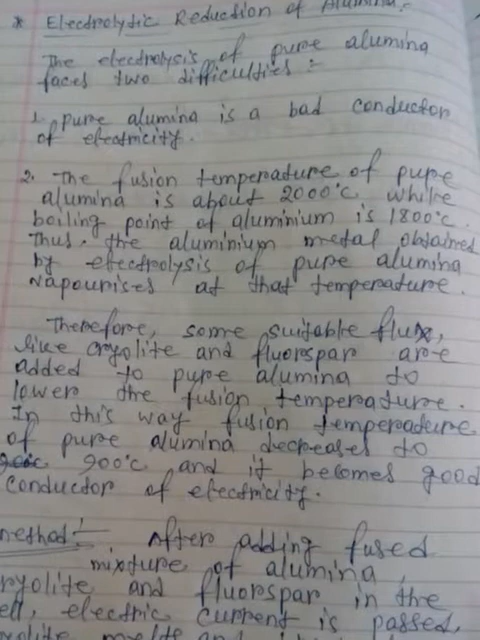 * Electrolytic Reduction of Alumina:-
The electrolysis of pure alumina
faces two difficulties :-
1. pure alumina is a bad conductor
of electricity.
2. The fusion temperature of pure
alumina is about 2000°C while
boiling point of aluminium is 1800°C.
Thus. the aluminium metal obtained
by electrolysis of pure alumina
vapourises at that temperature.
Therefore, some suitable flux,
like cryolite and fluorspar are
added to pure alumina to
lower the fusion temperature.
In this way fusion temperature
of pure alumina decreases to
900°C and it becomes good
conductor of electricity.
method:- After adding fused
mixture of alumina,
ryolite and fluorspar in the
ell, electric current is passed.